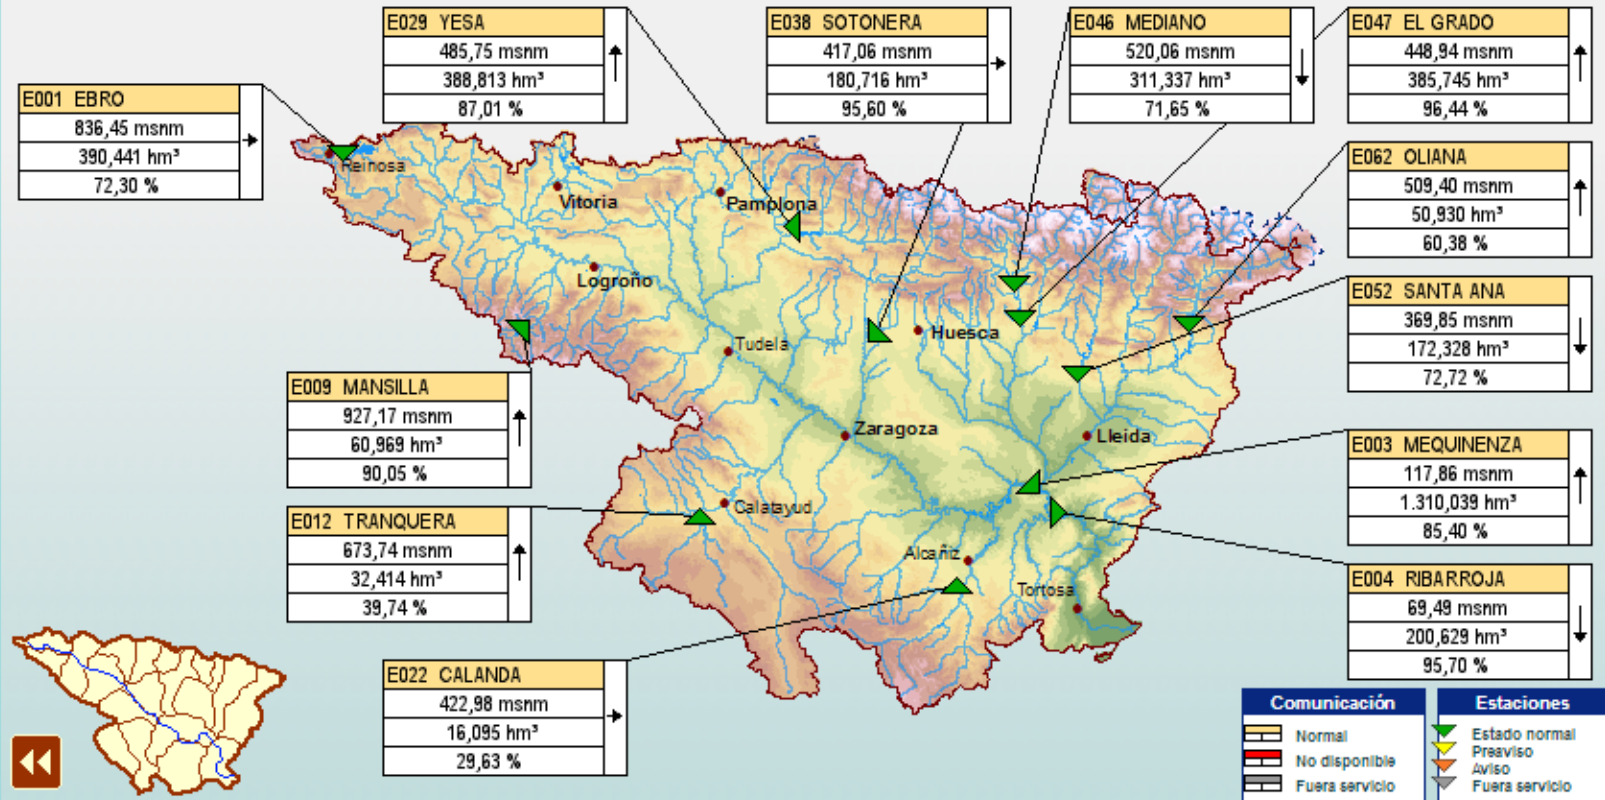 E029 YESA
485,75 msnm
388,813 hm³
87,01 %
E038 SOTONERA
417,06 msnm
180,716 hm³
95,60 %
E046 MEDIANO
520,06 msnm
311,337 hm³
71,65 %
E047 EL GRADO
448,94 msnm
385,745 hm³
96,44 %
E001 EBRO
836,45 msnm
390,441 hm³
72,30 %
E062 OLIANA
509,40 msnm
50,930 hm³
60,38 %
Reinosa
Vitoria
Pamplona
Logroño
Huesca
Tudela
E052 SANTA ANA
369,85 msnm
172,328 hm³
72,72 %
E009 MANSILLA
927,17 msnm
60,969 hm³
90,05 %
Zaragoza
Lleida
E003 MEQUINENZA
117,86 msnm
1.310,039 hm³
85,40 %
Calatayud
E012 TRANQUERA
673,74 msnm
32,414 hm³
39,74 %
Alcañiz
Tortosa
E004 RIBARROJA
69,49 msnm
200,629 hm³
95,70 %
E022 CALANDA
422,98 msnm
16,095 hm³
29,63 %
Comunicación
Normal
No disponible
Fuera servicio
Estaciones
Estado normal
Preaviso
Aviso
Fuera servicio